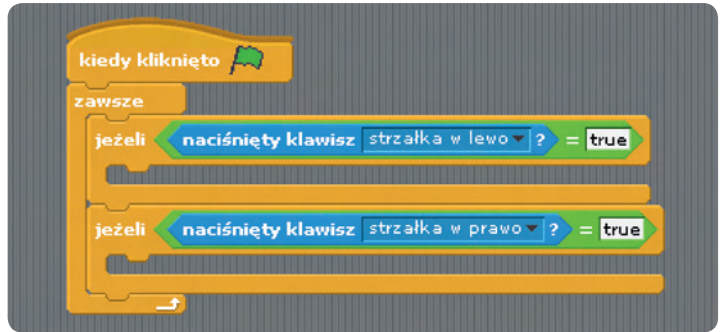 kiedy kliknięto
zawsze
jeżeli naciśnięty klawisz strzałka w lewo ? = true
jeżeli naciśnięty klawisz strzałka w prawo ? = true